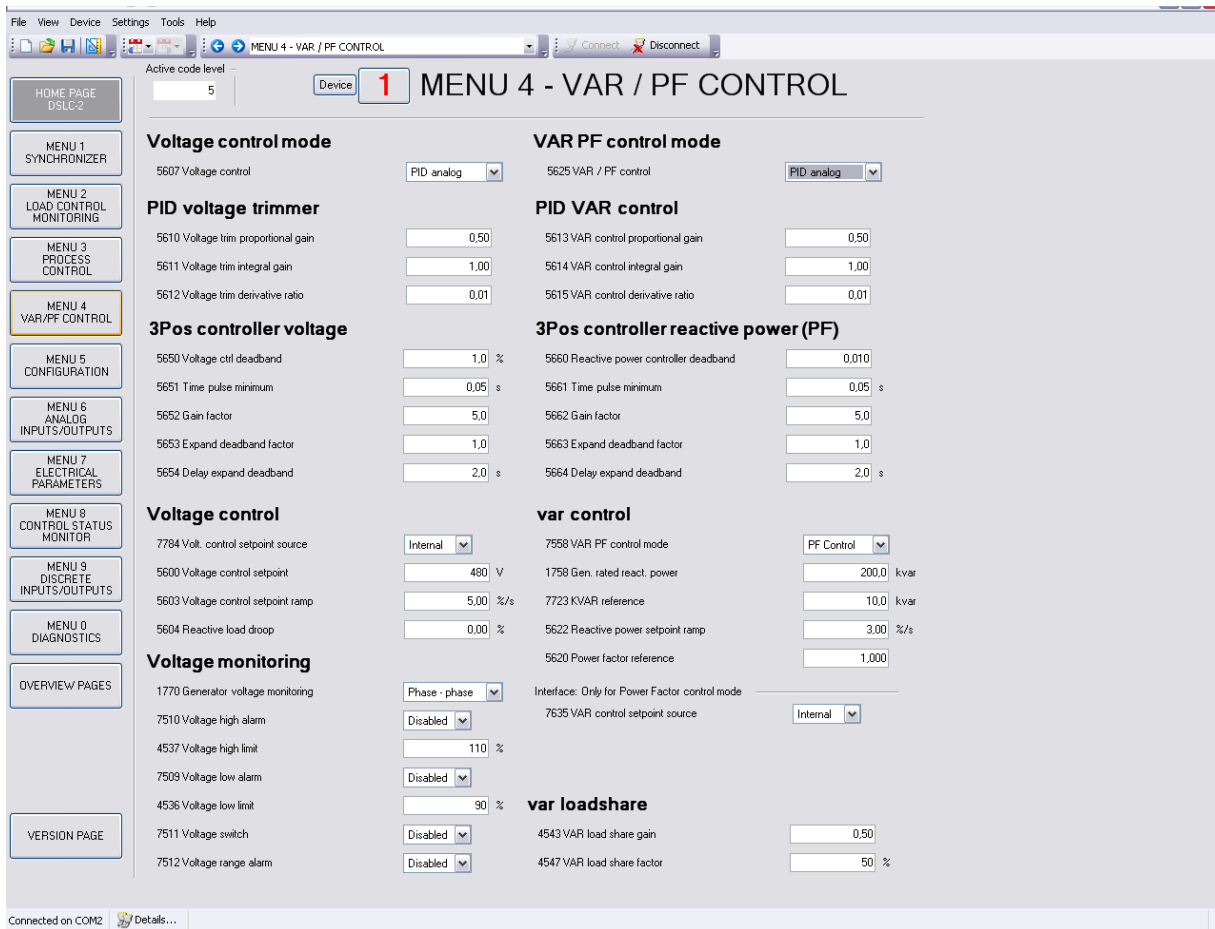 File View Device Settings Tools Help
MENU 4 - VAR / PF CONTROL
Connect Disconnect
Active code level
5
Device 1 MENU 4 - VAR / PF CONTROL
HOME PAGE
DSLC-2
MENU 1
SYNCHRONIZER
MENU 2
LOAD CONTROL
MONITORING
MENU 3
PROCESS
CONTROL
MENU 4
VAR/PF CONTROL
MENU 5
CONFIGURATION
MENU 6
ANALOG
INPUTS/OUTPUTS
MENU 7
ELECTRICAL
PARAMETERS
MENU 8
CONTROL STATUS
MONITOR
MENU 9
DISCRETE
INPUTS/OUTPUTS
MENU 0
DIAGNOSTICS
OVERVIEW PAGES
VERSION PAGE
Voltage control mode
5607 Voltage control PID analog
PID voltage trimmer
5610 Voltage trim proportional gain 0,50
5611 Voltage trim integral gain 1,00
5612 Voltage trim derivative ratio 0,01
3Pos controller voltage
5650 Voltage ctrl deadband 1,0 %
5651 Time pulse minimum 0,05 s
5652 Gain factor 5,0
5653 Expand deadband factor 1,0
5654 Delay expand deadband 2,0 s
Voltage control
7784 Volt. control setpoint source Internal
5600 Voltage control setpoint 480 V
5603 Voltage control setpoint ramp 5,00 %/s
5604 Reactive load droop 0,00 %
Voltage monitoring
1770 Generator voltage monitoring Phase - phase
7510 Voltage high alarm Disabled
4537 Voltage high limit 110 %
7509 Voltage low alarm Disabled
4536 Voltage low limit 90 %
7511 Voltage switch Disabled
7512 Voltage range alarm Disabled
VAR PF control mode
5625 VAR / PF control PID analog
PID VAR control
5613 VAR control proportional gain 0,50
5614 VAR control integral gain 1,00
5615 VAR control derivative ratio 0,01
3Pos controller reactive power (PF)
5660 Reactive power controller deadband 0,010
5661 Time pulse minimum 0,05 s
5662 Gain factor 5,0
5663 Expand deadband factor 1,0
5664 Delay expand deadband 2,0 s
var control
7558 VAR PF control mode PF Control
1758 Gen. rated react. power 200,0 kvar
7723 KVAR reference 10,0 kvar
5622 Reactive power setpoint ramp 3,00 %/s
5620 Power factor reference 1,000
Interface: Only for Power Factor control mode
7635 VAR control setpoint source Internal
var loadshare
4543 VAR load share gain 0,50
4547 VAR load share factor 50 %
Connected on COM2 Details...